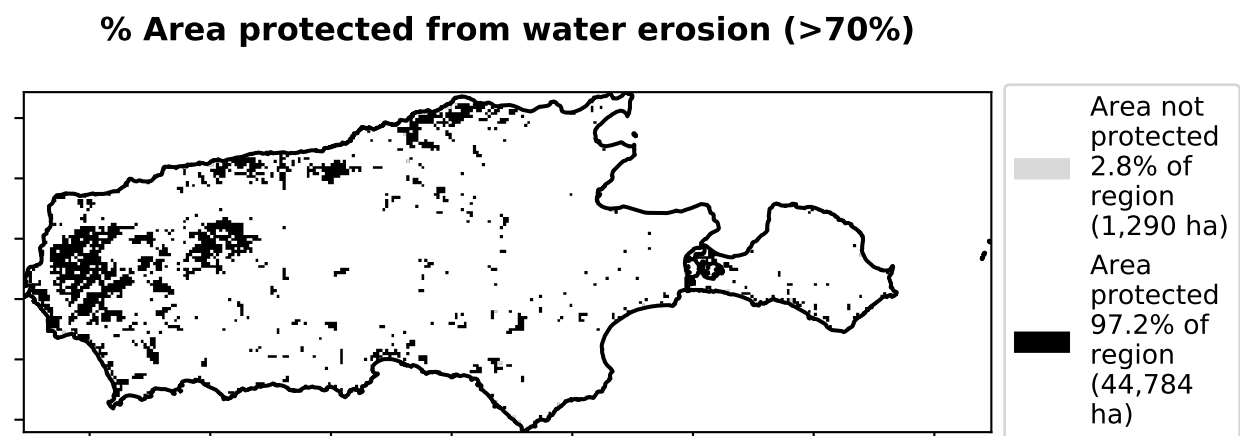 % Area protected from water erosion (>70%)
Area not
protected
2.8% of
region
(1,290 ha)
Area
protected
97.2% of
region
(44,784
ha)